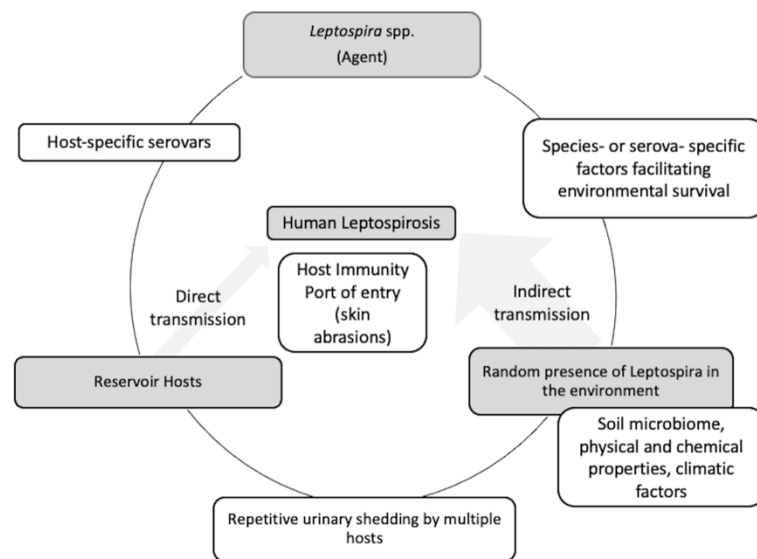 Leptospira spp.
(Agent)
Host-specific serovars
Species- or serova- specific
factors facilitating
environmental survival
Human Leptospirosis
Host Immunity
Port of entry
(skin
abrasions)
Direct
transmission
Indirect
transmission
Reservoir Hosts
Random presence of Leptospira in
the environment
Soil microbiome,
physical and chemical
properties, climatic
factors
Repetitive urinary shedding by multiple
hosts